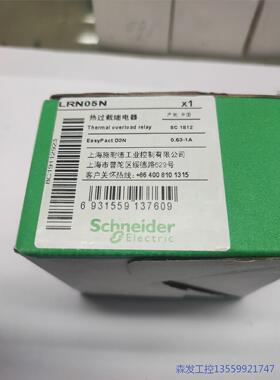 LRN05N x1
热过载继电器 产地: 中国
Thermal overload relay SC 1812
EasyPact D3N 0.63-1A
上海施耐德工业控制有限公司
上海市普陀区绥德路629号
客户关怀热线: +86 400 810 1315
Schneider
Electric
6 931559 137609
森发工控13559921747